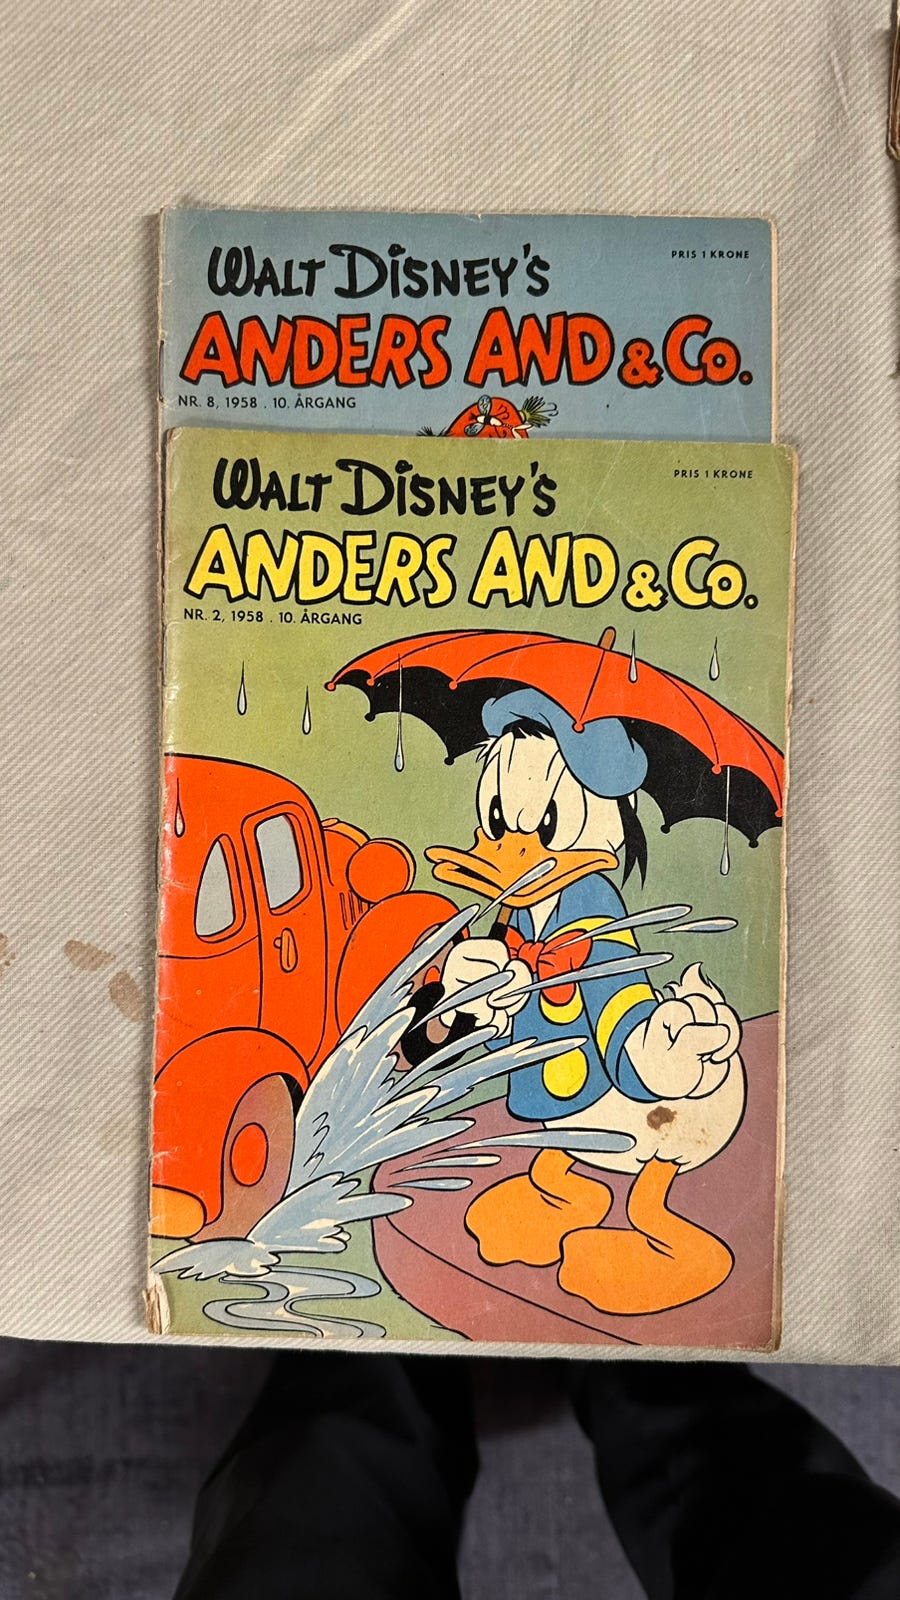 WALT DISNEY'S
PRIS 1 KRONE
ANDERS AND & CO.
NR. 8, 1958 . 10. ÅRGANG
WALT DISNEY'S
PRIS 1 KRONE
ANDERS AND & CO.
NR. 2, 1958 . 10. ÅRGANG